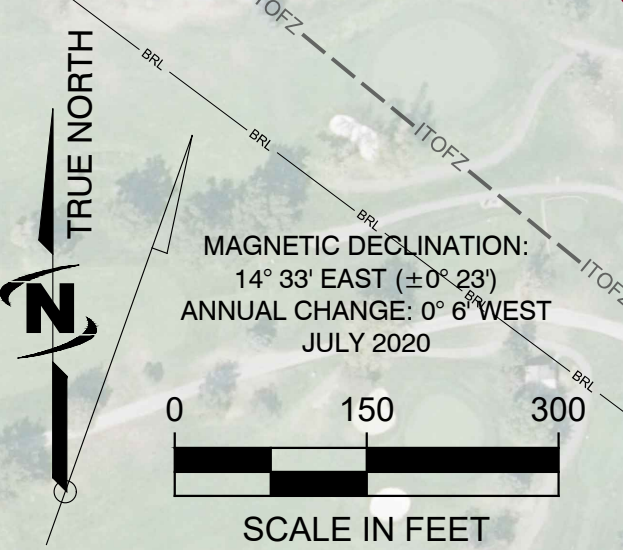 ITOFZ
BRL
TRUE NORTH
BRL
ITOFZ
BRL
MAGNETIC DECLINATION:
14° 33' EAST (±0° 23')
ITOFZ
ANNUAL CHANGE: 0° 6' WEST
BRL
N
JULY 2020
BRL
0 150 300
SCALE IN FEET